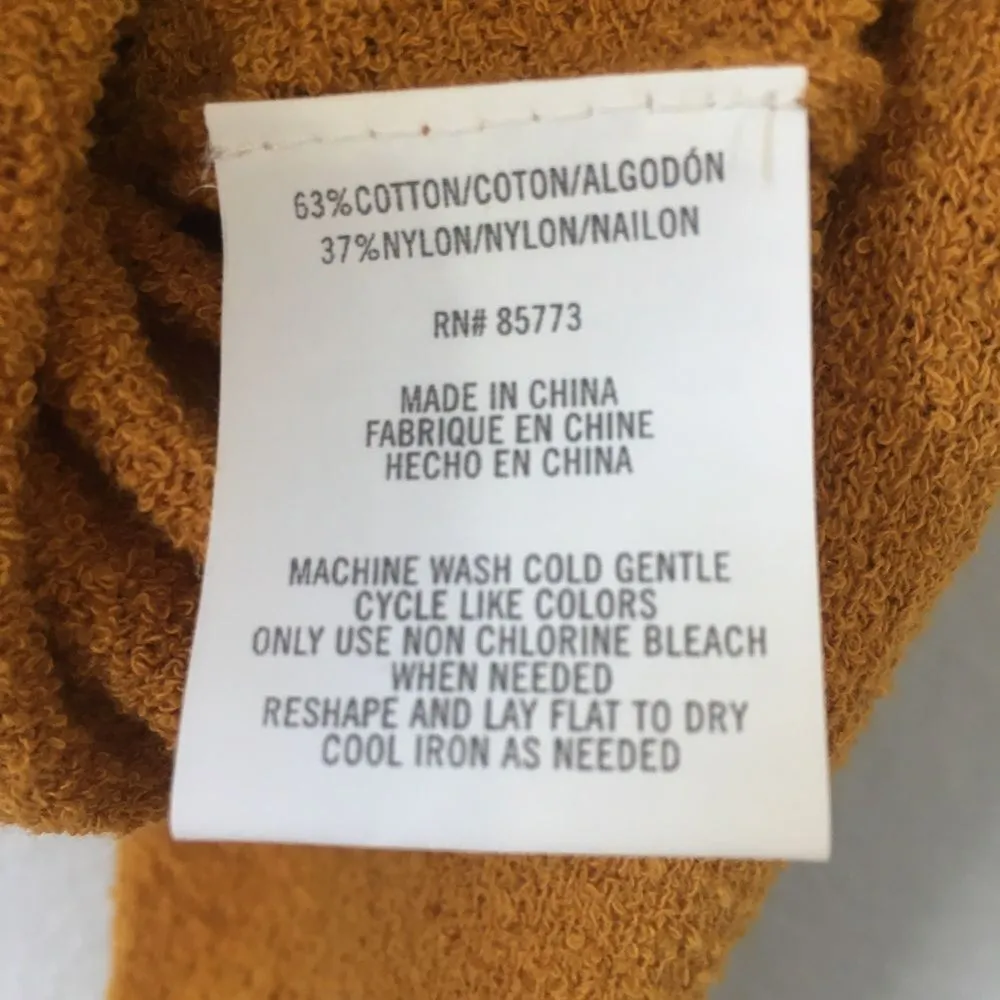 63%COTTON/COTON/ALGODÓN
37%NYLON/NYLON/NAILON
RN# 85773
MADE IN CHINA
FABRIQUE EN CHINE
HECHO EN CHINA
MACHINE WASH COLD GENTLE
CYCLE LIKE COLORS
ONLY USE NON CHLORINE BLEACH
WHEN NEEDED
RESHAPE AND LAY FLAT TO DRY
COOL IRON AS NEEDED